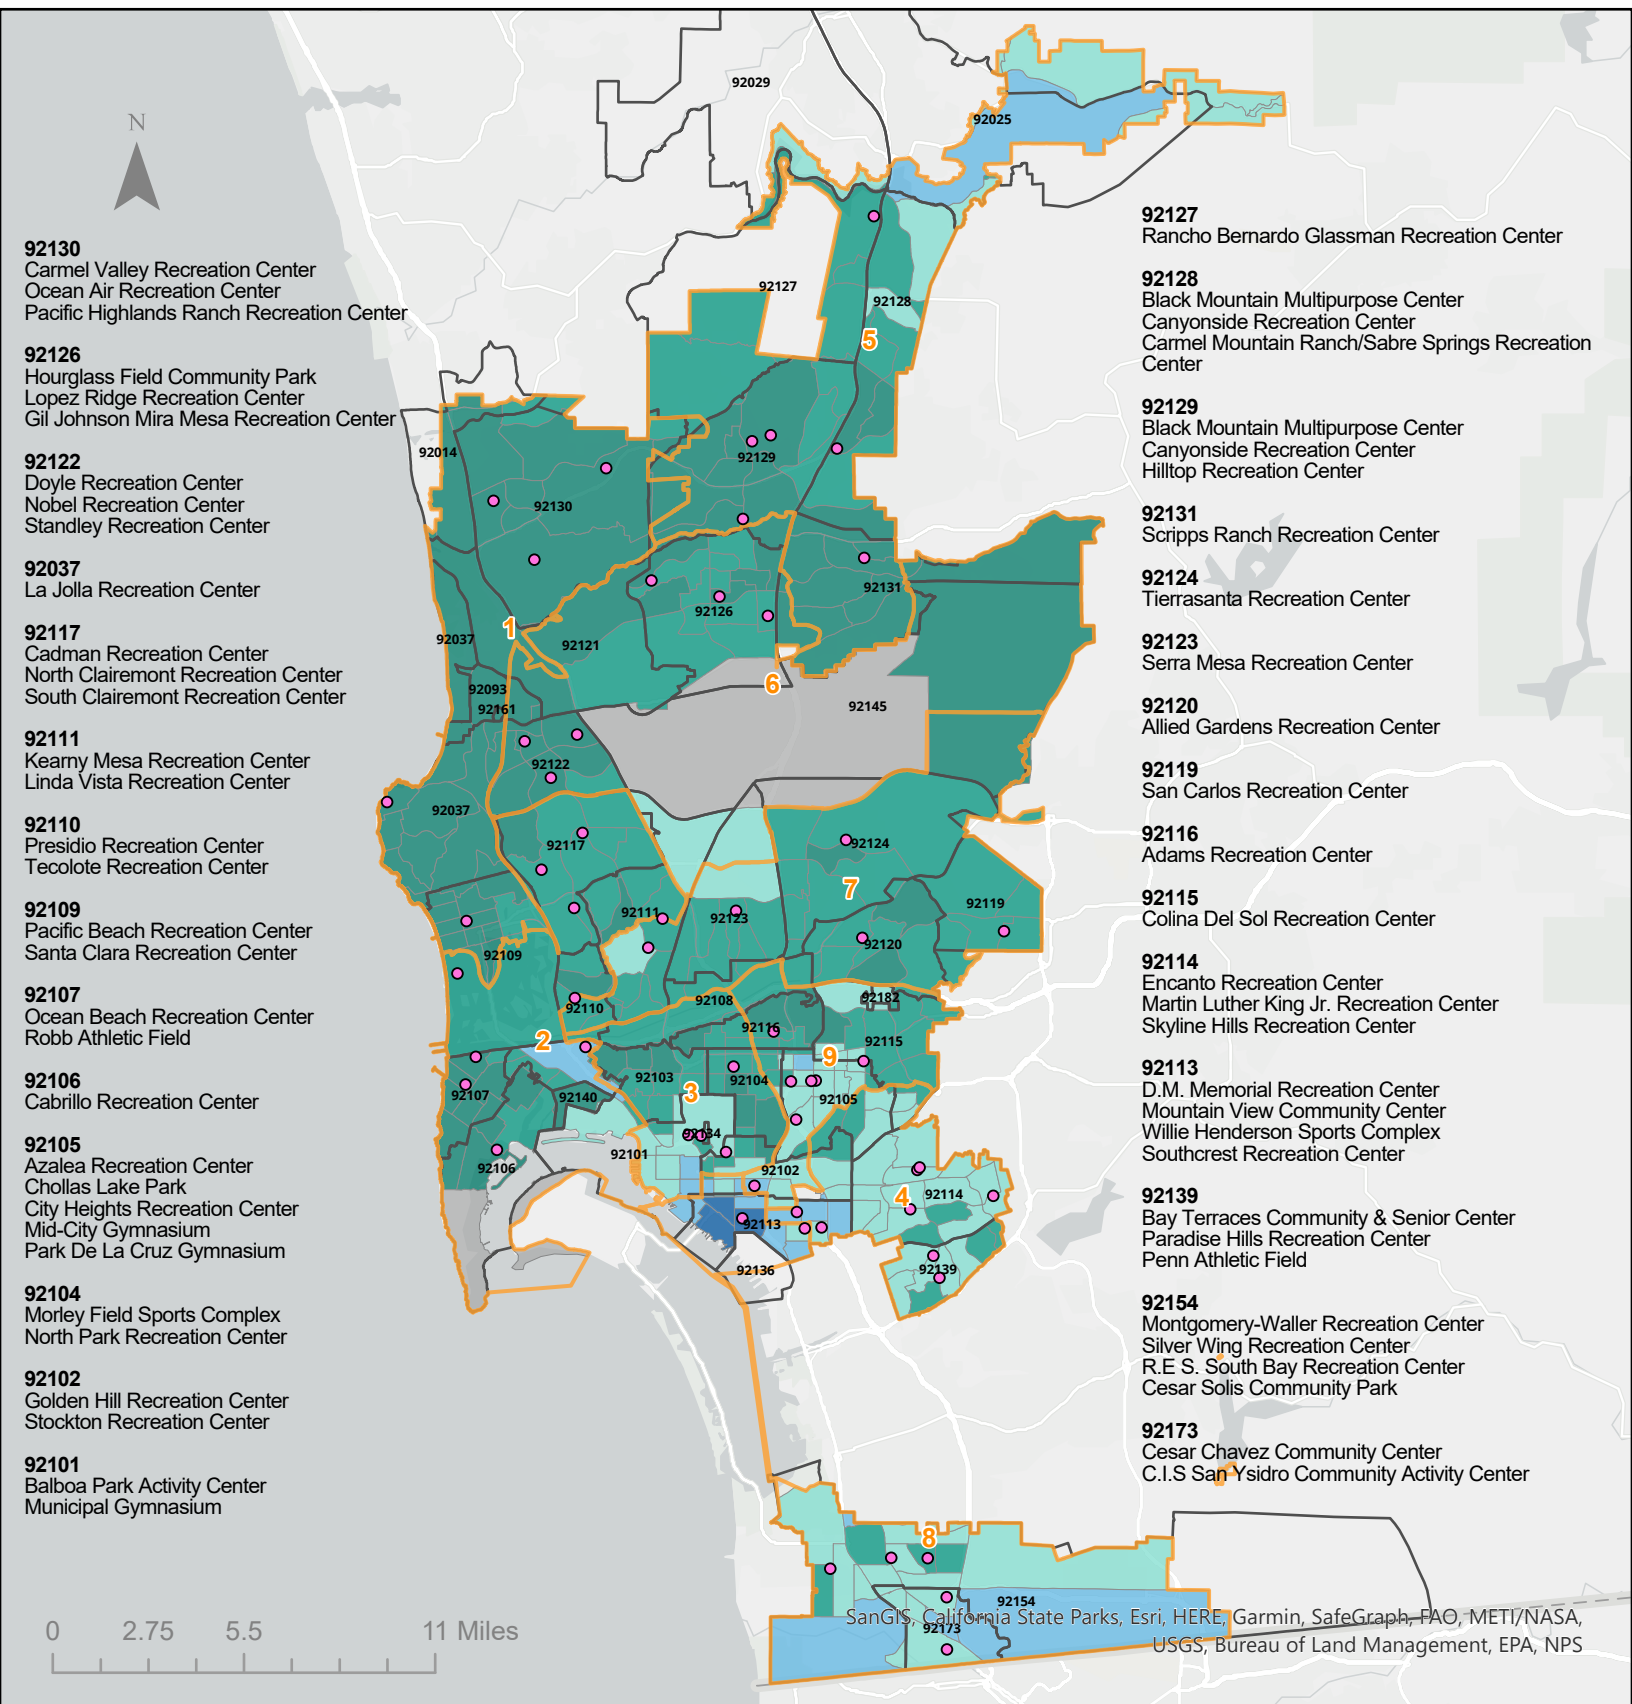 N
92130
Carmel Valley Recreation Center
Ocean Air Recreation Center
Pacific Highlands Ranch Recreation Center
92126
Hourglass Field Community Park
Lopez Ridge Recreation Center
Gil Johnson Mira Mesa Recreation Center
92122
Doyle Recreation Center
Nobel Recreation Center
Standley Recreation Center
92037
La Jolla Recreation Center
92117
Cadman Recreation Center
North Clairemont Recreation Center
South Clairemont Recreation Center
92111
Kearny Mesa Recreation Center
Linda Vista Recreation Center
92110
Presidio Recreation Center
Tecolote Recreation Center
92109
Pacific Beach Recreation Center
Santa Clara Recreation Center
92107
Ocean Beach Recreation Center
Robb Athletic Field
92106
Cabrillo Recreation Center
92105
Azalea Recreation Center
Chollas Lake Park
City Heights Recreation Center
Mid-City Gymnasium
Park De La Cruz Gymnasium
92104
Morley Field Sports Complex
North Park Recreation Center
92102
Golden Hill Recreation Center
Stockton Recreation Center
92101
Balboa Park Activity Center
Municipal Gymnasium
0 2.75 5.5 11 Miles
92029
92025
92127
92128
5
92014
92129
92130
92131
92126
1
92037
92121
92093
6
92161
92145
92122
92037
92117
92124
7
92111
92123
92119
92109
92120
92110
92108
92182
2
92116
92115
9
92103
92104
92107
92140
3
92105
92134
92101
92106
92102
4
92114
92113
92136
92139
8
92154
92173
92127
Rancho Bernardo Glassman Recreation Center
92128
Black Mountain Multipurpose Center
Canyonside Recreation Center
Carmel Mountain Ranch/Sabre Springs Recreation
Center
92129
Black Mountain Multipurpose Center
Canyonside Recreation Center
Hilltop Recreation Center
92131
Scripps Ranch Recreation Center
92124
Tierrasanta Recreation Center
92123
Serra Mesa Recreation Center
92120
Allied Gardens Recreation Center
92119
San Carlos Recreation Center
92116
Adams Recreation Center
92115
Colina Del Sol Recreation Center
92114
Encanto Recreation Center
Martin Luther King Jr. Recreation Center
Skyline Hills Recreation Center
92113
D.M. Memorial Recreation Center
Mountain View Community Center
Willie Henderson Sports Complex
Southcrest Recreation Center
92139
Bay Terraces Community & Senior Center
Paradise Hills Recreation Center
Penn Athletic Field
92154
Montgomery-Waller Recreation Center
Silver Wing Recreation Center
R.E S. South Bay Recreation Center
Cesar Solis Community Park
92173
Cesar Chavez Community Center
C.I.S San Ysidro Community Activity Center
SanGIS, California State Parks, Esri, HERE, Garmin, SafeGraph, FAO, METI/NASA,
USGS, Bureau of Land Management, EPA, NPS